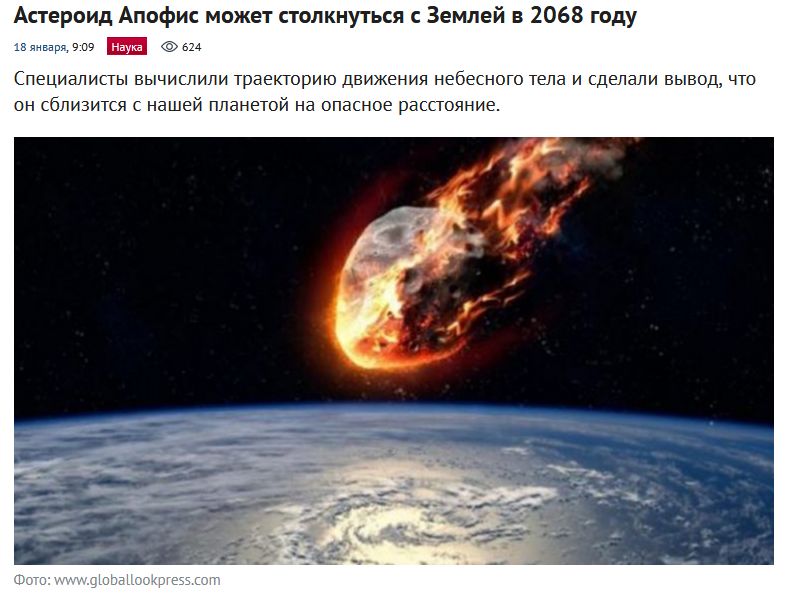 Астероид Апофис может столкнуться с Землей в 2068 году
18 января, 9:09 Наука 624
Специалисты вычислили траекторию движения небесного тела и сделали вывод, что
он сблизится с нашей планетой на опасное расстояние.
Фото: www.globallookpress.com